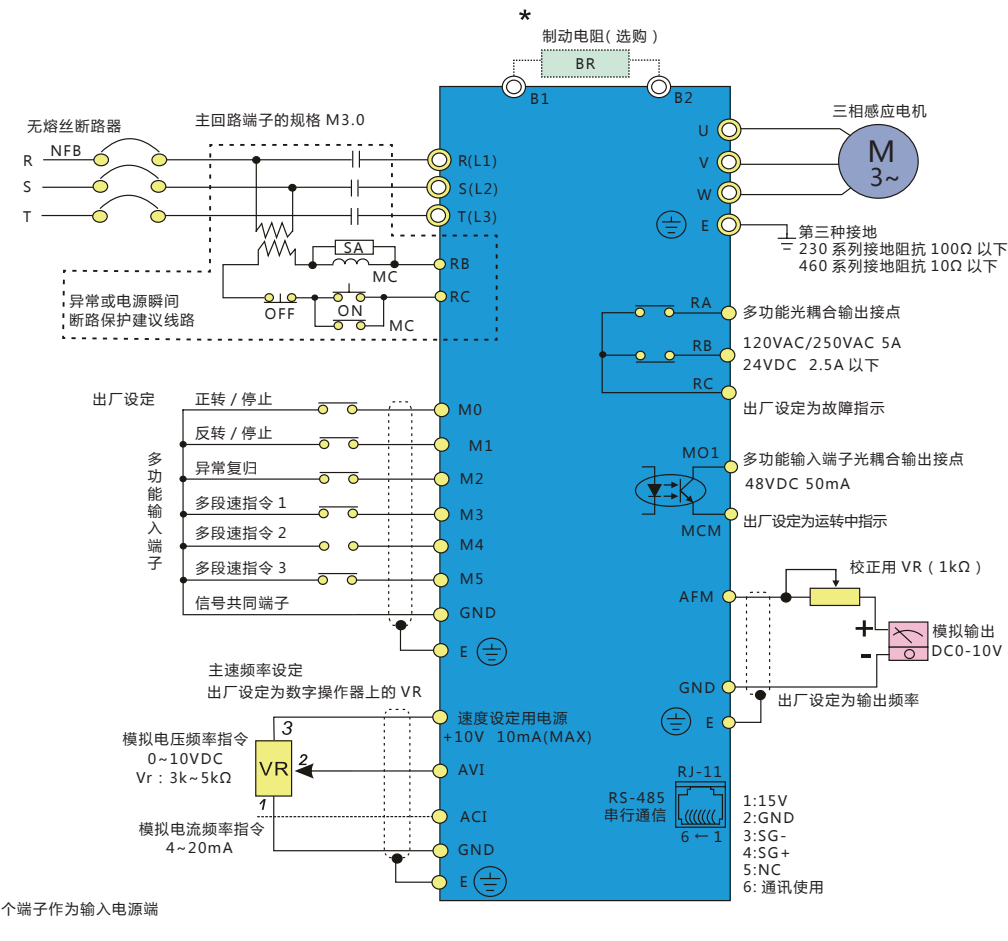 *
制动电阻( 选购 )
BR
B1
B2
无熔丝断路器
主回路端子的规格 M3.0
NFB
R
S
T
R(L1)
S(L2)
T(L3)
SA
MC
RB
RC
OFF
ON
MC
异常或电源瞬间
断路保护建议线路
U
V
W
E
三相感应电机
M
3~
第三种接地
230 系列接地阻抗 100Ω 以下
460 系列接地阻抗 10Ω 以下
RA
RB
RC
多功能光耦合输出接点
120VAC/250VAC 5A
24VDC 2.5A 以下
出厂设定为故障指示
出厂设定
多功能输入端子
正转 / 停止
M0
反转 / 停止
M1
异常复归
M2
多段速指令 1
M3
多段速指令 2
M4
多段速指令 3
M5
信号共同端子
GND
E
MO1
MCM
多功能输入端子光耦合输出接点
48VDC 50mA
出厂设定为运转中指示
校正用 VR ( 1kΩ )
AFM
+
-
模拟输出
DC0-10V
GND
出厂设定为输出频率
E
主速频率设定
出厂设定为数字操作器上的 VR
速度设定用电源
+10V 10mA(MAX)
模拟电压频率指令
0~10VDC
Vr : 3k~5kΩ
3
VR
2
1
AVI
ACI
模拟电流频率指令
4~20mA
GND
E
RJ-11
RS-485
串行通信
6←1
1:15V
2:GND
3:SG-
4:SG+
5:NC
6: 通讯使用
个端子作为输入电源端